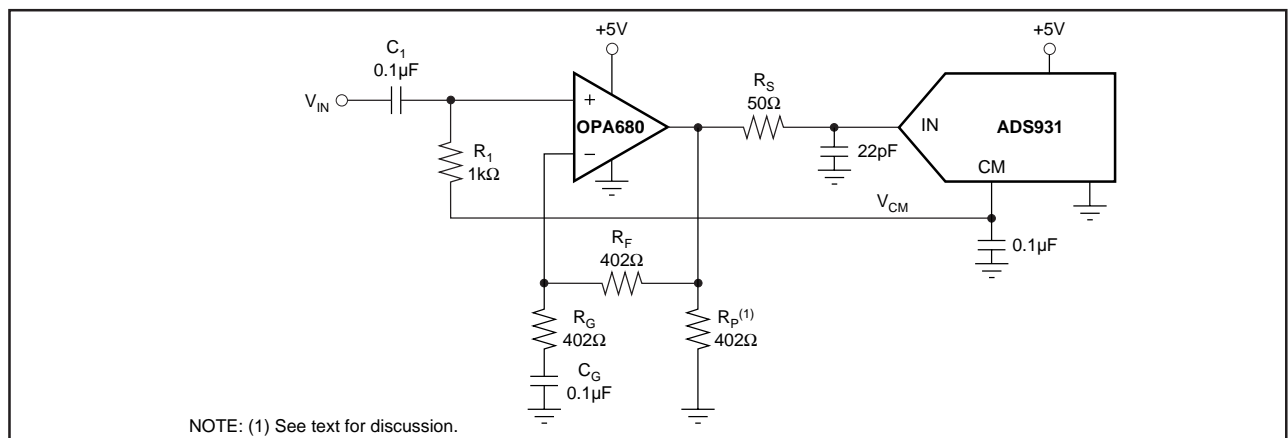 +5V
+5V
C1
0.1µF
RS
50Ω
VIN
+
OPA680
–
IN
ADS931
R1
1kΩ
22pF
CM
VCM
0.1µF
RF
402Ω
RG
402Ω
RP(1)
402Ω
CG
0.1µF
NOTE: (1) See text for discussion.